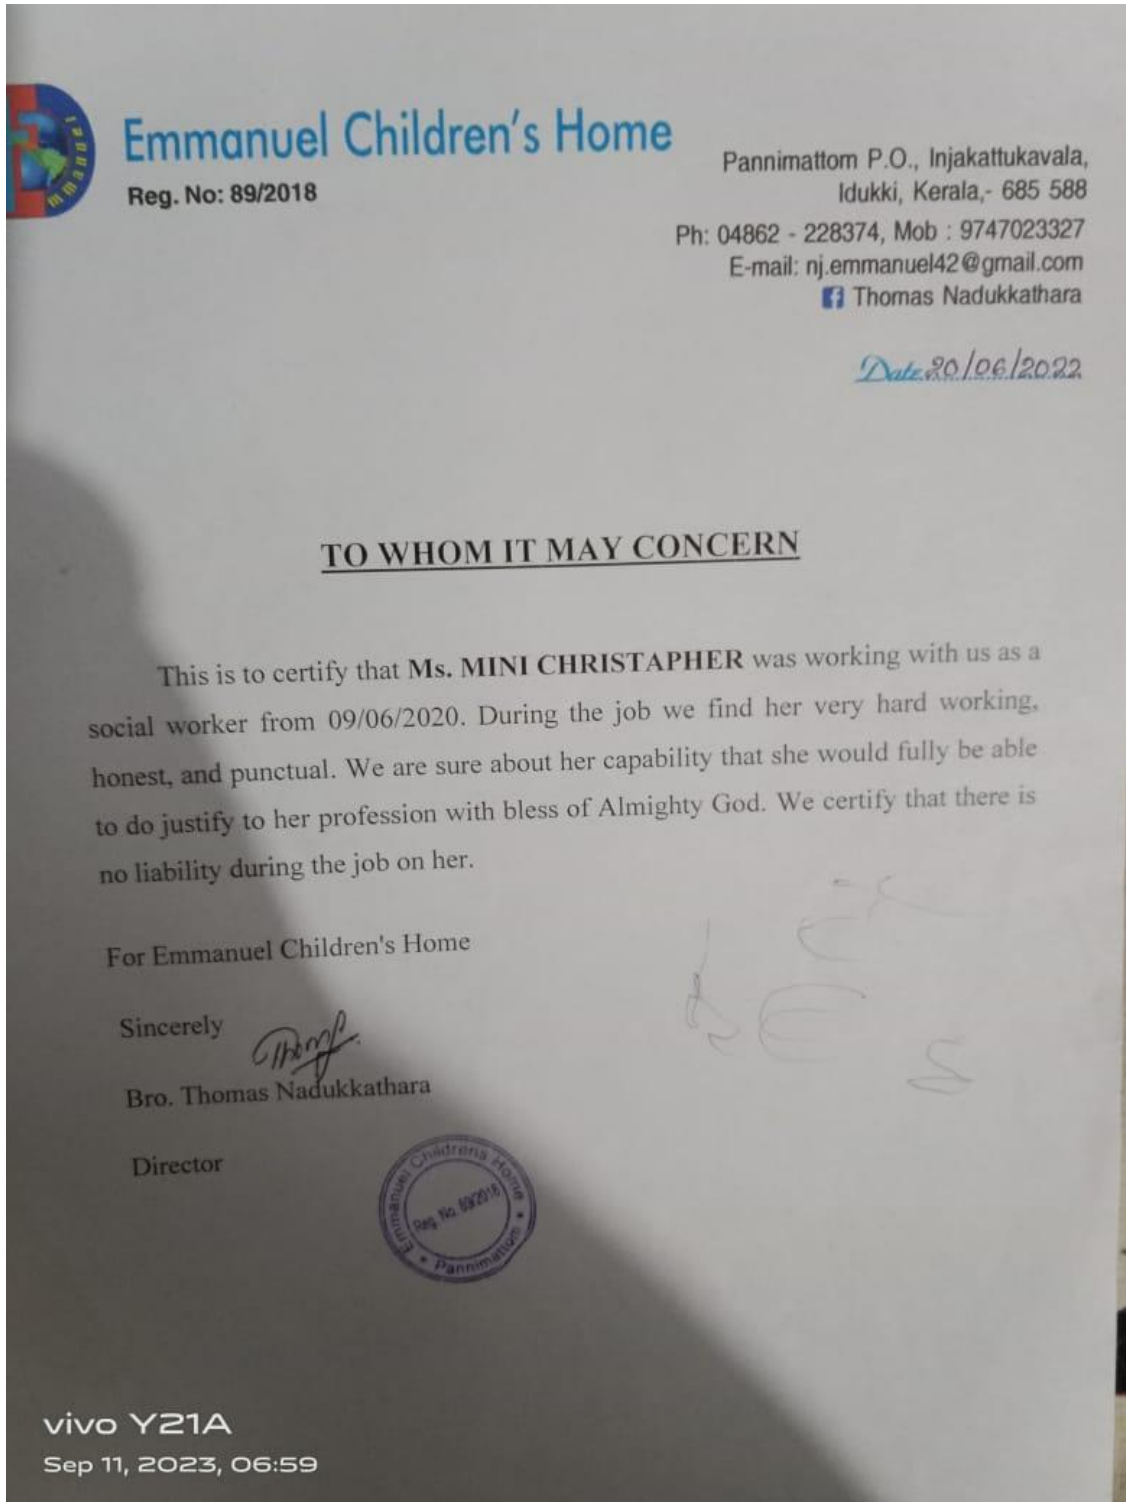 Emmanuel
Emmanuel Children's Home
Reg. No: 89/2018
Pannimattom P.O., Injakattukavala,
Idukki, Kerala,- 685 588
Ph: 04862 - 228374, Mob : 9747023327
E-mail: nj.emmanuel42@gmail.com
Thomas Nadukkathara
Date 20/06/2022
TO WHOM IT MAY CONCERN
This is to certify that Ms. MINI CHRISTAPHER was working with us as a
social worker from 09/06/2020. During the job we find her very hard working,
honest, and punctual. We are sure about her capability that she would fully be able
to do justify to her profession with bless of Almighty God. We certify that there is
no liability during the job on her.
For Emmanuel Children's Home
Sincerely
Bro. Thomas Nadukkathara
Director
Emmanuel Childrens Home
Reg. No. 89/2018
* Pannimattom *
vivo Y21A
Sep 11, 2023, 06:59